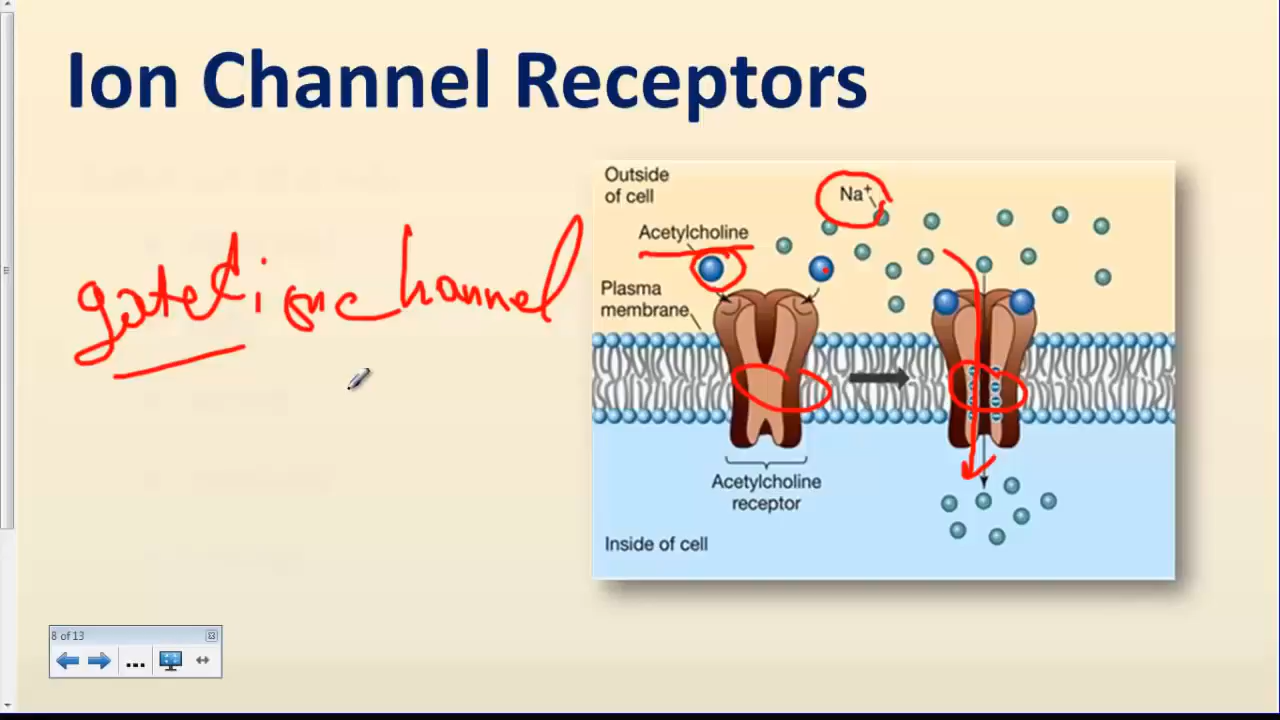 Ion Channel Receptors
gated ion channel
Outside
of cell
Na⁺
Acetylcholine
Plasma
membrane
Acetylcholine
receptor
Inside of cell
8 of 13
...